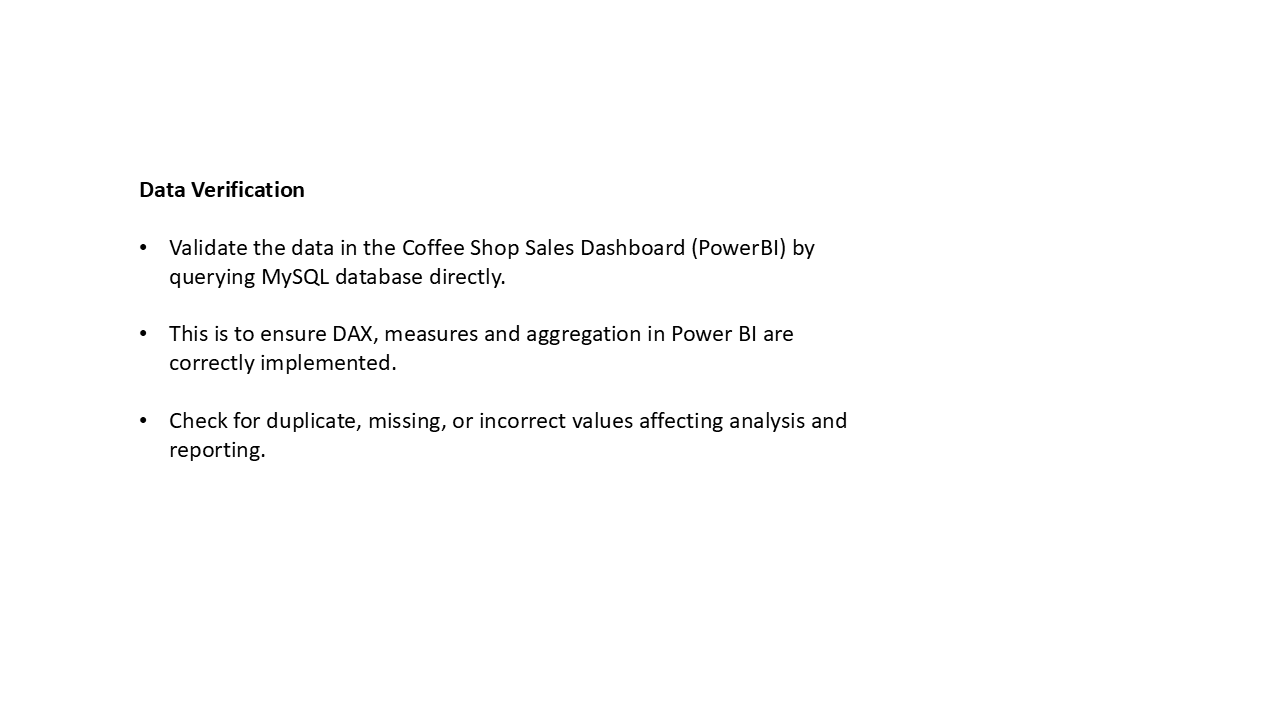 Data Verification
• Validate the data in the Coffee Shop Sales Dashboard (PowerBI) by
querying MySQL database directly.
• This is to ensure DAX, measures and aggregation in Power BI are
correctly implemented.
• Check for duplicate, missing, or incorrect values affecting analysis and
reporting.